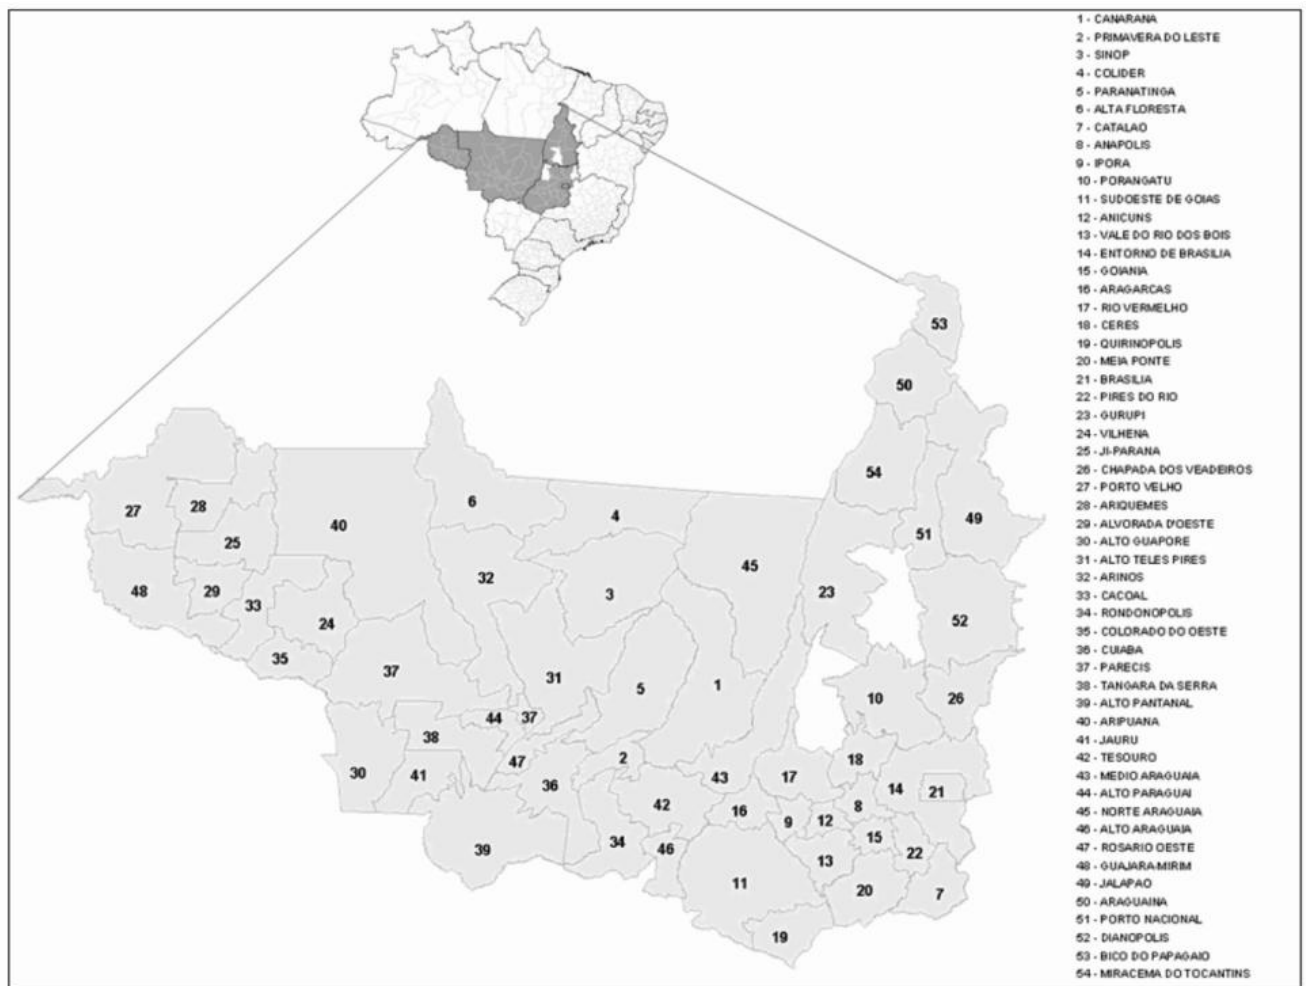 1 - CANARANA
2 - PRIMAVERA DO LESTE
3 - SINOP
4 - COLIDER
5 - PARANATINGA
6 - ALTA FLORESTA
7 - CATALAO
8 - ANAPOLIS
9 - IPORA
10 - PORANGATU
11 - SUDOESTE DE GOIAS
12 - ANICUNS
13 - VALE DO RIO DOS BOIS
14 - ENTORNO DE BRASILIA
15 - GOIANIA
16 - ARAGARCAS
17 - RIO VERMELHO
18 - CERES
19 - QUIRINOPOLIS
20 - MEIA PONTE
21 - BRASILIA
22 - PIRES DO RIO
23 - GURUPI
24 - VILHENA
25 - JI-PARANA
26 - CHAPADA DOS VEADEIROS
27 - PORTO VELHO
28 - ARIQUEMES
29 - ALVORADA D'OESTE
30 - ALTO GUAPORE
31 - ALTO TELES PIRES
32 - ARINOS
33 - CACOAL
34 - RONDONOPOLIS
35 - COLORADO DO OESTE
36 - CUIABA
37 - PARECIS
38 - TANGARA DA SERRA
39 - ALTO PANTANAL
40 - ARIPUANA
41 - JAURU
42 - TESOURO
43 - MEDIO ARAGUAIA
44 - ALTO PARAGUAI
45 - NORTE ARAGUAIA
46 - ALTO ARAGUAIA
47 - ROSARIO OESTE
48 - GUAJARA-MIRIM
49 - JALAPAO
50 - ARAGUAINA
51 - PORTO NACIONAL
52 - DIANOPOLIS
53 - BICO DO PAPAGAIO
54 - MIRACEMA DO TOCANTINS
53
50
54
6
27
28
40
4
49
51
25
45
32
48
29
33
3
23
24
52
35
37
31
5
1
10
26
44
37
38
47
2
18
30
41
36
43
17
14
21
42
16
8
9
12
34
15
39
46
13
22
11
20
7
19